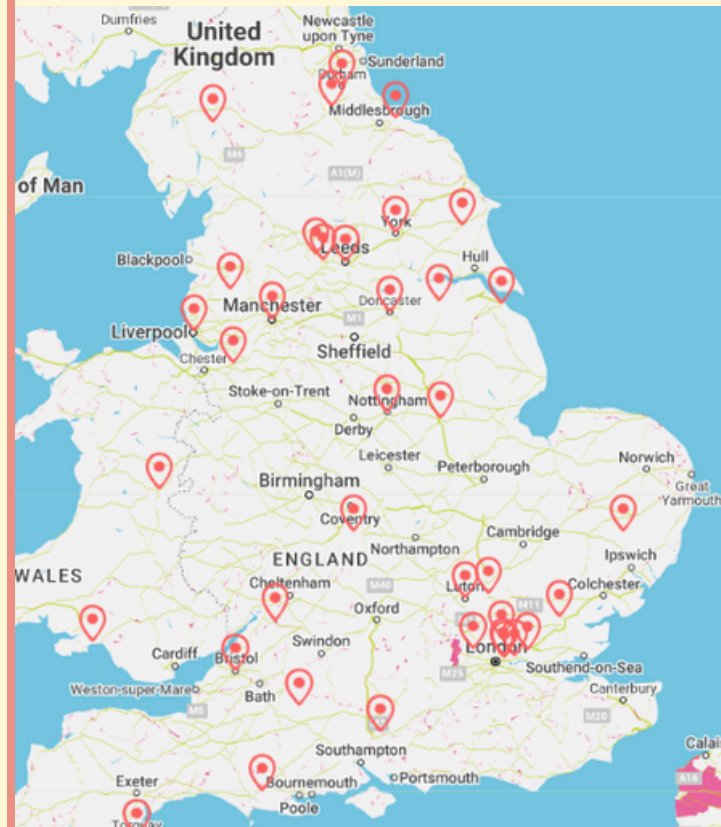 Dumfries
Newcastle
upon Tyne
United
Kingdom
Sunderland
Durham
Middlesbrough
M6
A1(M)
of Man
York
Leeds
Hull
Blackpool
Manchester
Doncaster
Liverpool
M1
Sheffield
Chester
Stoke-on-Trent
Nottingham
Derby
Leicester
Peterborough
Norwich
Great
Yarmouth
Birmingham
Coventry
Cambridge
Northampton
ENGLAND
Ipswich
WALES
Cheltenham
M40
Luton
Colchester
M11
Oxford
Cardiff
Bristol
Swindon
London
Southend-on-Sea
M25
Weston-super-Mare
Bath
Canterbury
M5
M20
Southampton
Calai
Exeter
Bournemouth
Portsmouth
A16
Poole
Torquay